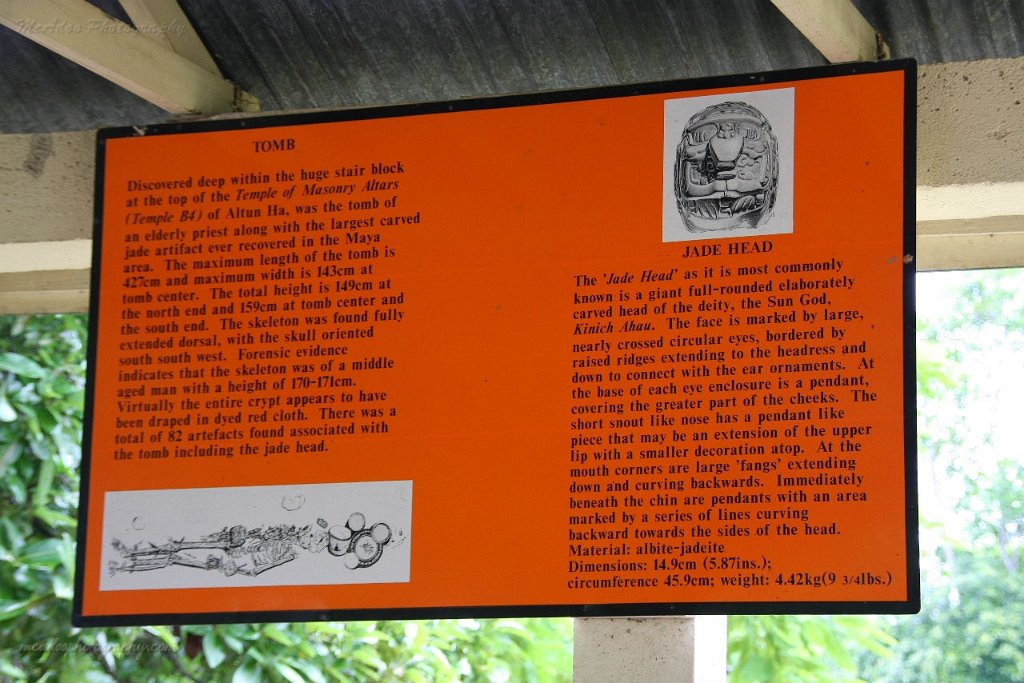 McAdoo Photography
TOMB
Discovered deep within the huge stair block
at the top of the Temple of Masonry Altars
(Temple B4) of Altun Ha, was the tomb of
an elderly priest along with the largest carved
jade artifact ever recovered in the Maya
area. The maximum length of the tomb is
427cm and maximum width is 143cm at
tomb center. The total height is 149cm at
the north end and 159cm at tomb center and
the south end. The skeleton was found fully
extended dorsal, with the skull oriented
south south west. Forensic evidence
indicates that the skeleton was of a middle
aged man with a height of 170-171cm.
Virtually the entire crypt appears to have
been draped in dyed red cloth. There was a
total of 82 artefacts found associated with
the tomb including the jade head.
JADE HEAD
The 'Jade Head' as it is most commonly
known is a giant full-rounded elaborately
carved head of the deity, the Sun God,
Kinich Ahau. The face is marked by large,
nearly crossed circular eyes, bordered by
raised ridges extending to the headress and
down to connect with the ear ornaments. At
the base of each eye enclosure is a pendant,
covering the greater part of the cheeks. The
short snout like nose has a pendant like
piece that may be an extension of the upper
lip with a smaller decoration atop. At the
mouth corners are large 'fangs' extending
down and curving backwards. Immediately
beneath the chin are pendants with an area
marked by a series of lines curving
backward towards the sides of the head.
Material: albite-jadeite
Dimensions: 14.9cm (5.87ins.);
circumference 45.9cm; weight: 4.42kg(9 3/4lbs.)
mcadoophotography.com